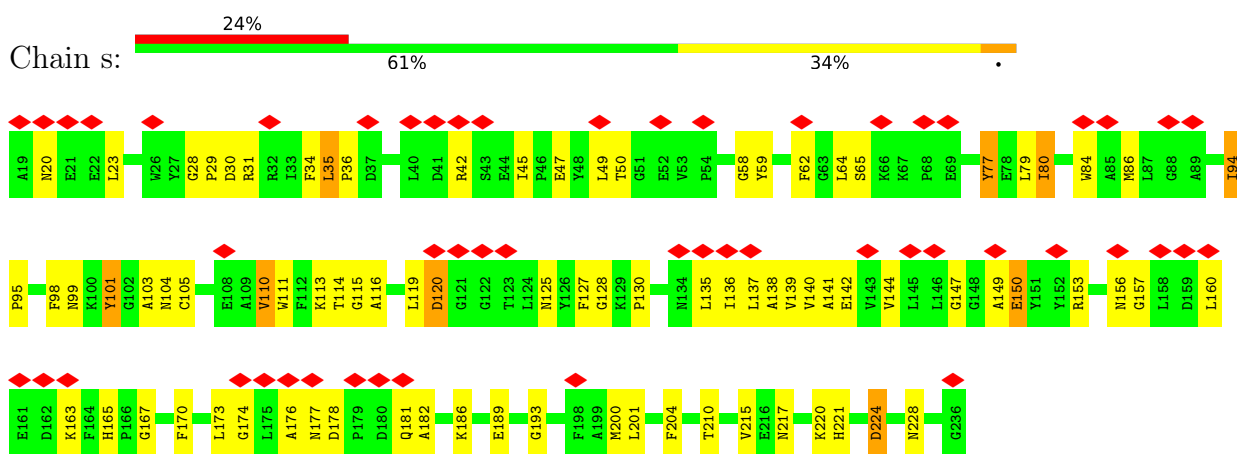 24%
Chain s:
61% 34% •
A19 N20 E21 E22 L23 W26 Y27 G28 P29 D30 R31 R32 I33 F34 L35 P36 D37 L40 D41 R42 S43 E44 I45 P46 E47 Y48 L49 T50 G51 E52 V53 P54 G58 Y59 F62 G63 L64 S65 K66 K67 P68 E69 Y77 E78 L79 I80 W84 A85 M86 L87 G88 A89 I94
P95 F98 N99 K100 Y101 G102 A103 N104 C105 E108 A109 V110 W111 F112 K113 T114 G115 A116 L119 D120 G121 G122 T123 L124 N125 Y126 F127 G128 K129 P130 N134 L135 I136 L137 A138 V139 V140 A141 E142 V143 V144 L145 L146 G147 G148 A149 E150 Y151 Y152 R153 N156 G157 L158 D159 L160
E161 D162 K163 F164 H165 P166 G167 F170 L173 G174 L175 A176 N177 D178 P179 D180 Q181 A182 K186 E189 G193 F198 A199 M200 L201 F204 T210 V215 E216 N217 K220 H221 D224 N228 G236